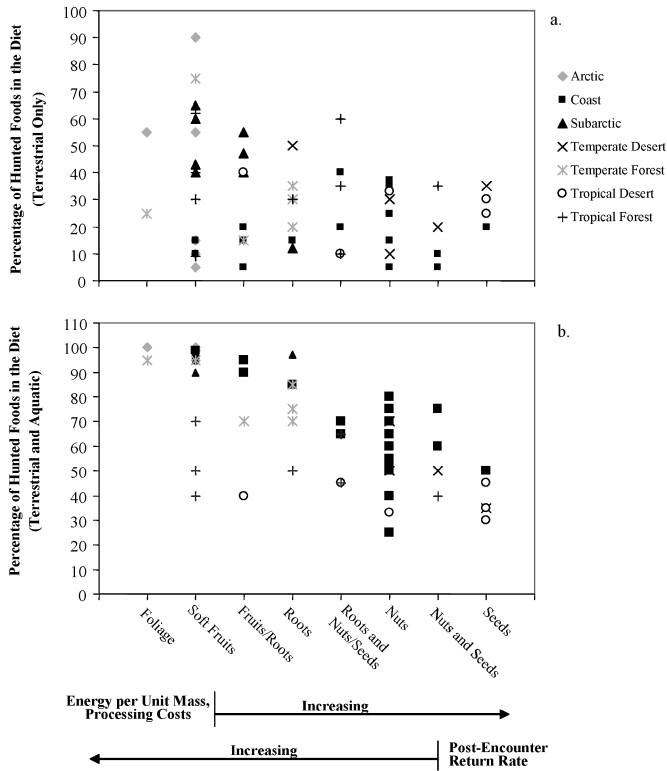 a.
Percentage of Hunted Foods in the Diet
(Terrestrial Only)
100
90
80
70
60
50
40
30
20
10
0
Arctic
Coast
Subarctic
Temperate Desert
Temperate Forest
Tropical Desert
Tropical Forest
b.
Percentage of Hunted Foods in the Diet
(Terrestrial and Aquatic)
110
100
90
80
70
60
50
40
30
20
10
0
Foliage
Soft Fruits
Fruits/Roots
Roots
Roots and
Nuts/Seeds
Nuts
Nuts and Seeds
Seeds
Energy per Unit Mass,
Processing Costs
Increasing
Increasing
Post-Encounter
Return Rate